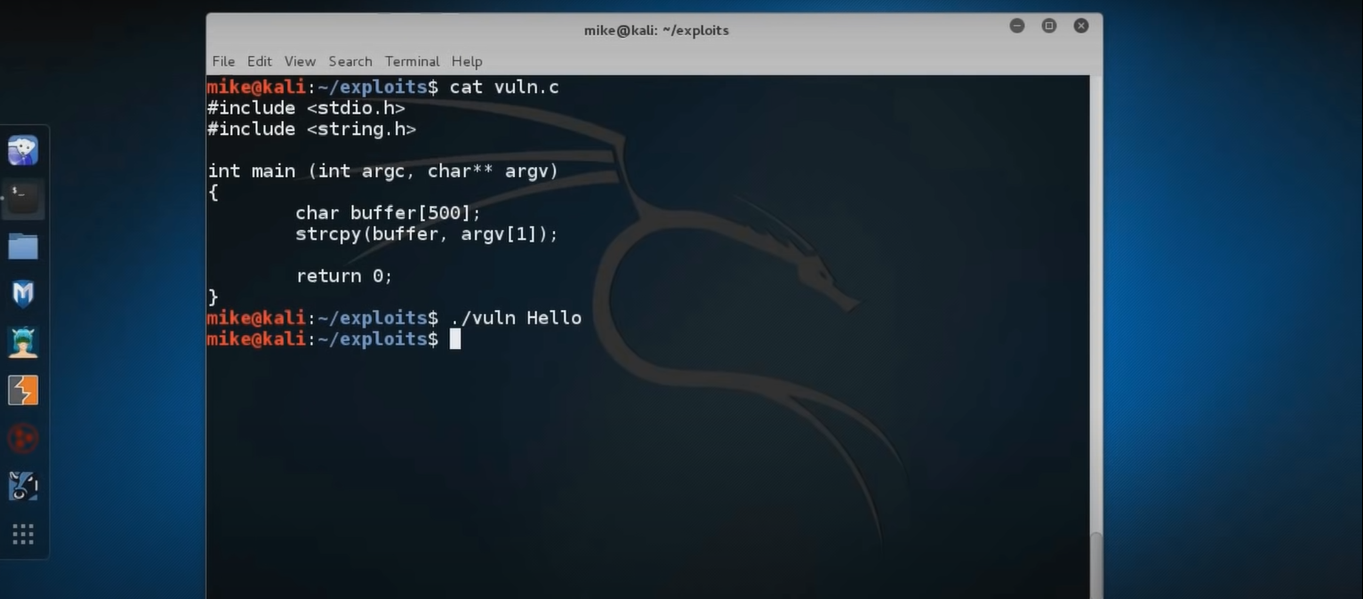 mike@kali: ~/exploits
File Edit View Search Terminal Help
mike@kali:~/exploits$ cat vuln.c
#include <stdio.h>
#include <string.h>
int main (int argc, char** argv)
{
char buffer[500];
strcpy(buffer, argv[1]);
return 0;
}
mike@kali:~/exploits$ ./vuln Hello
mike@kali:~/exploits$